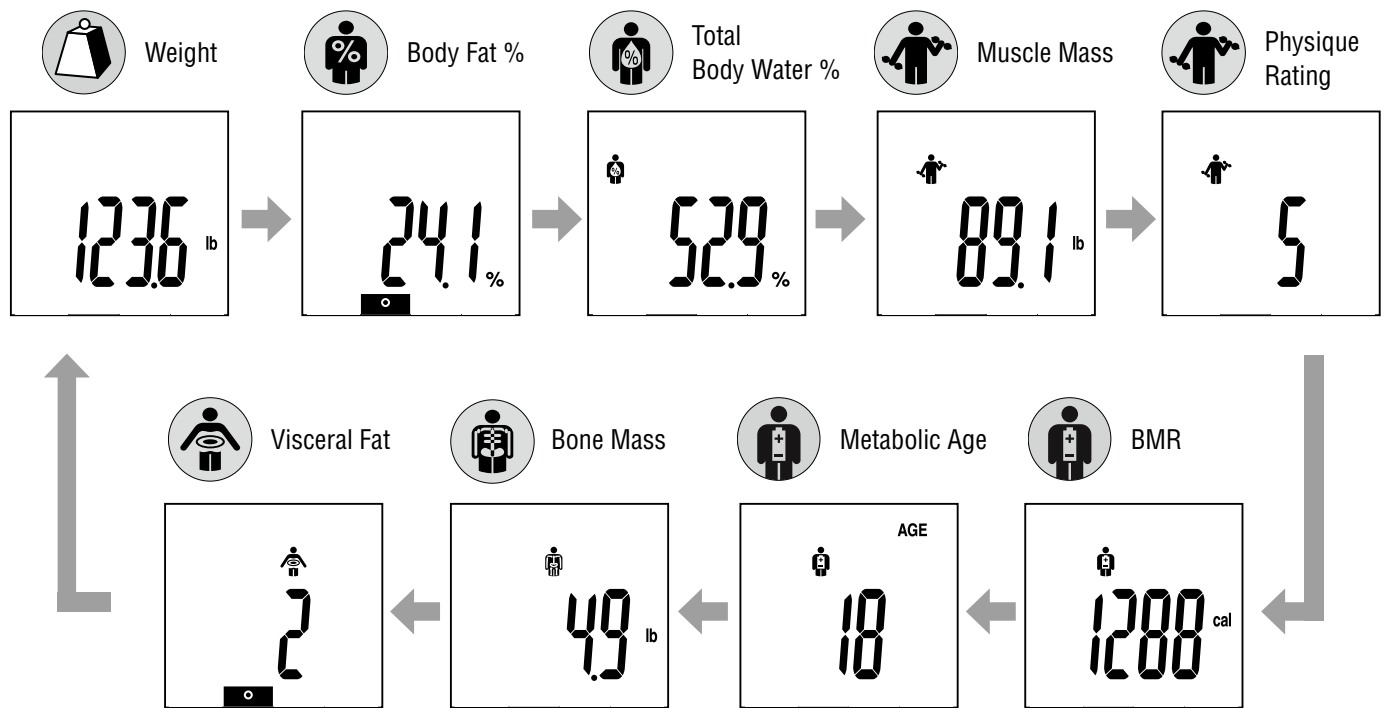 Weight
Body Fat %
Total
Body Water %
Muscle Mass
Physique
Rating
123.6 lb
24.1 %
52.9 %
89.1 lb
5
Visceral Fat
Bone Mass
Metabolic Age
BMR
2
4.9 lb
AGE
18
1288 cal